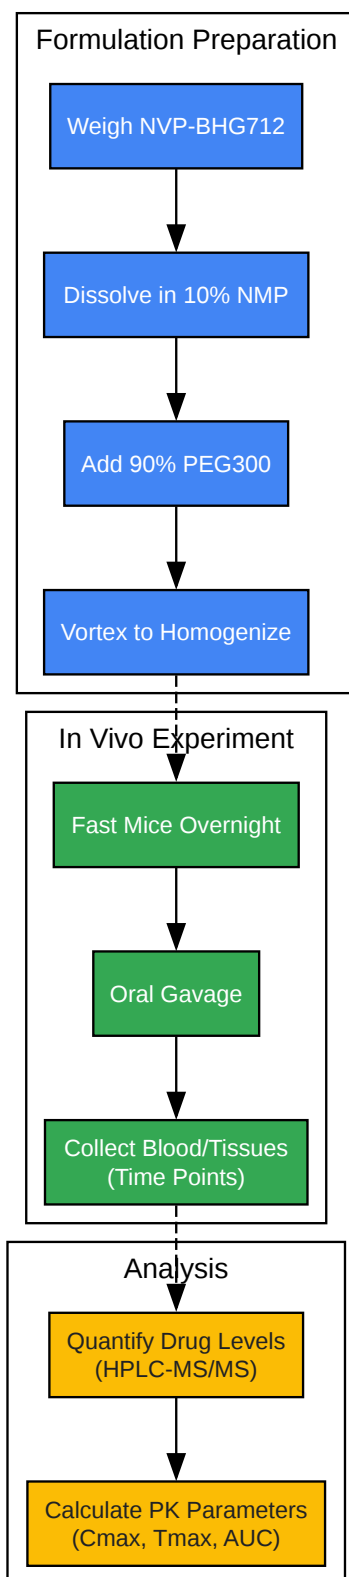 Formulation Preparation
Weigh NVP-BHG712
Dissolve in 10% NMP
Add 90% PEG300
Vortex to Homogenize
In Vivo Experiment
Fast Mice Overnight
Oral Gavage
Collect Blood/Tissues
(Time Points)
Analysis
Quantify Drug Levels
(HPLC-MS/MS)
Calculate PK Parameters
(Cmax, Tmax, AUC)